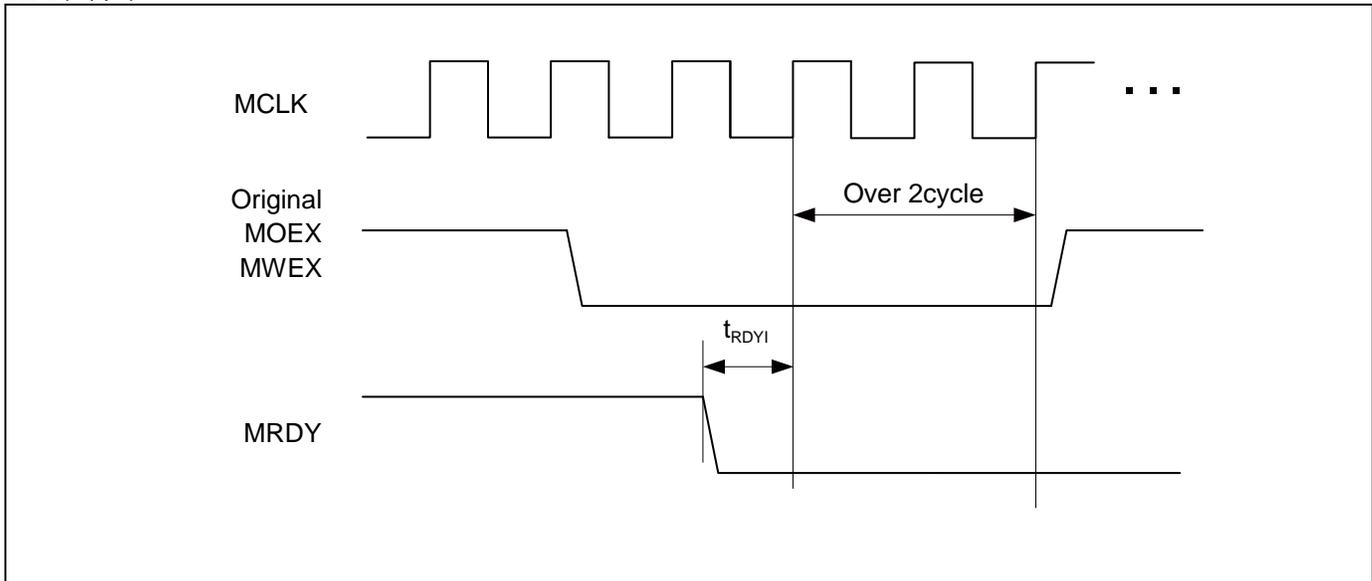 MCLK
. . .
Original
MOEX
MWEX
Over 2cycle
tRDYI
MRDY